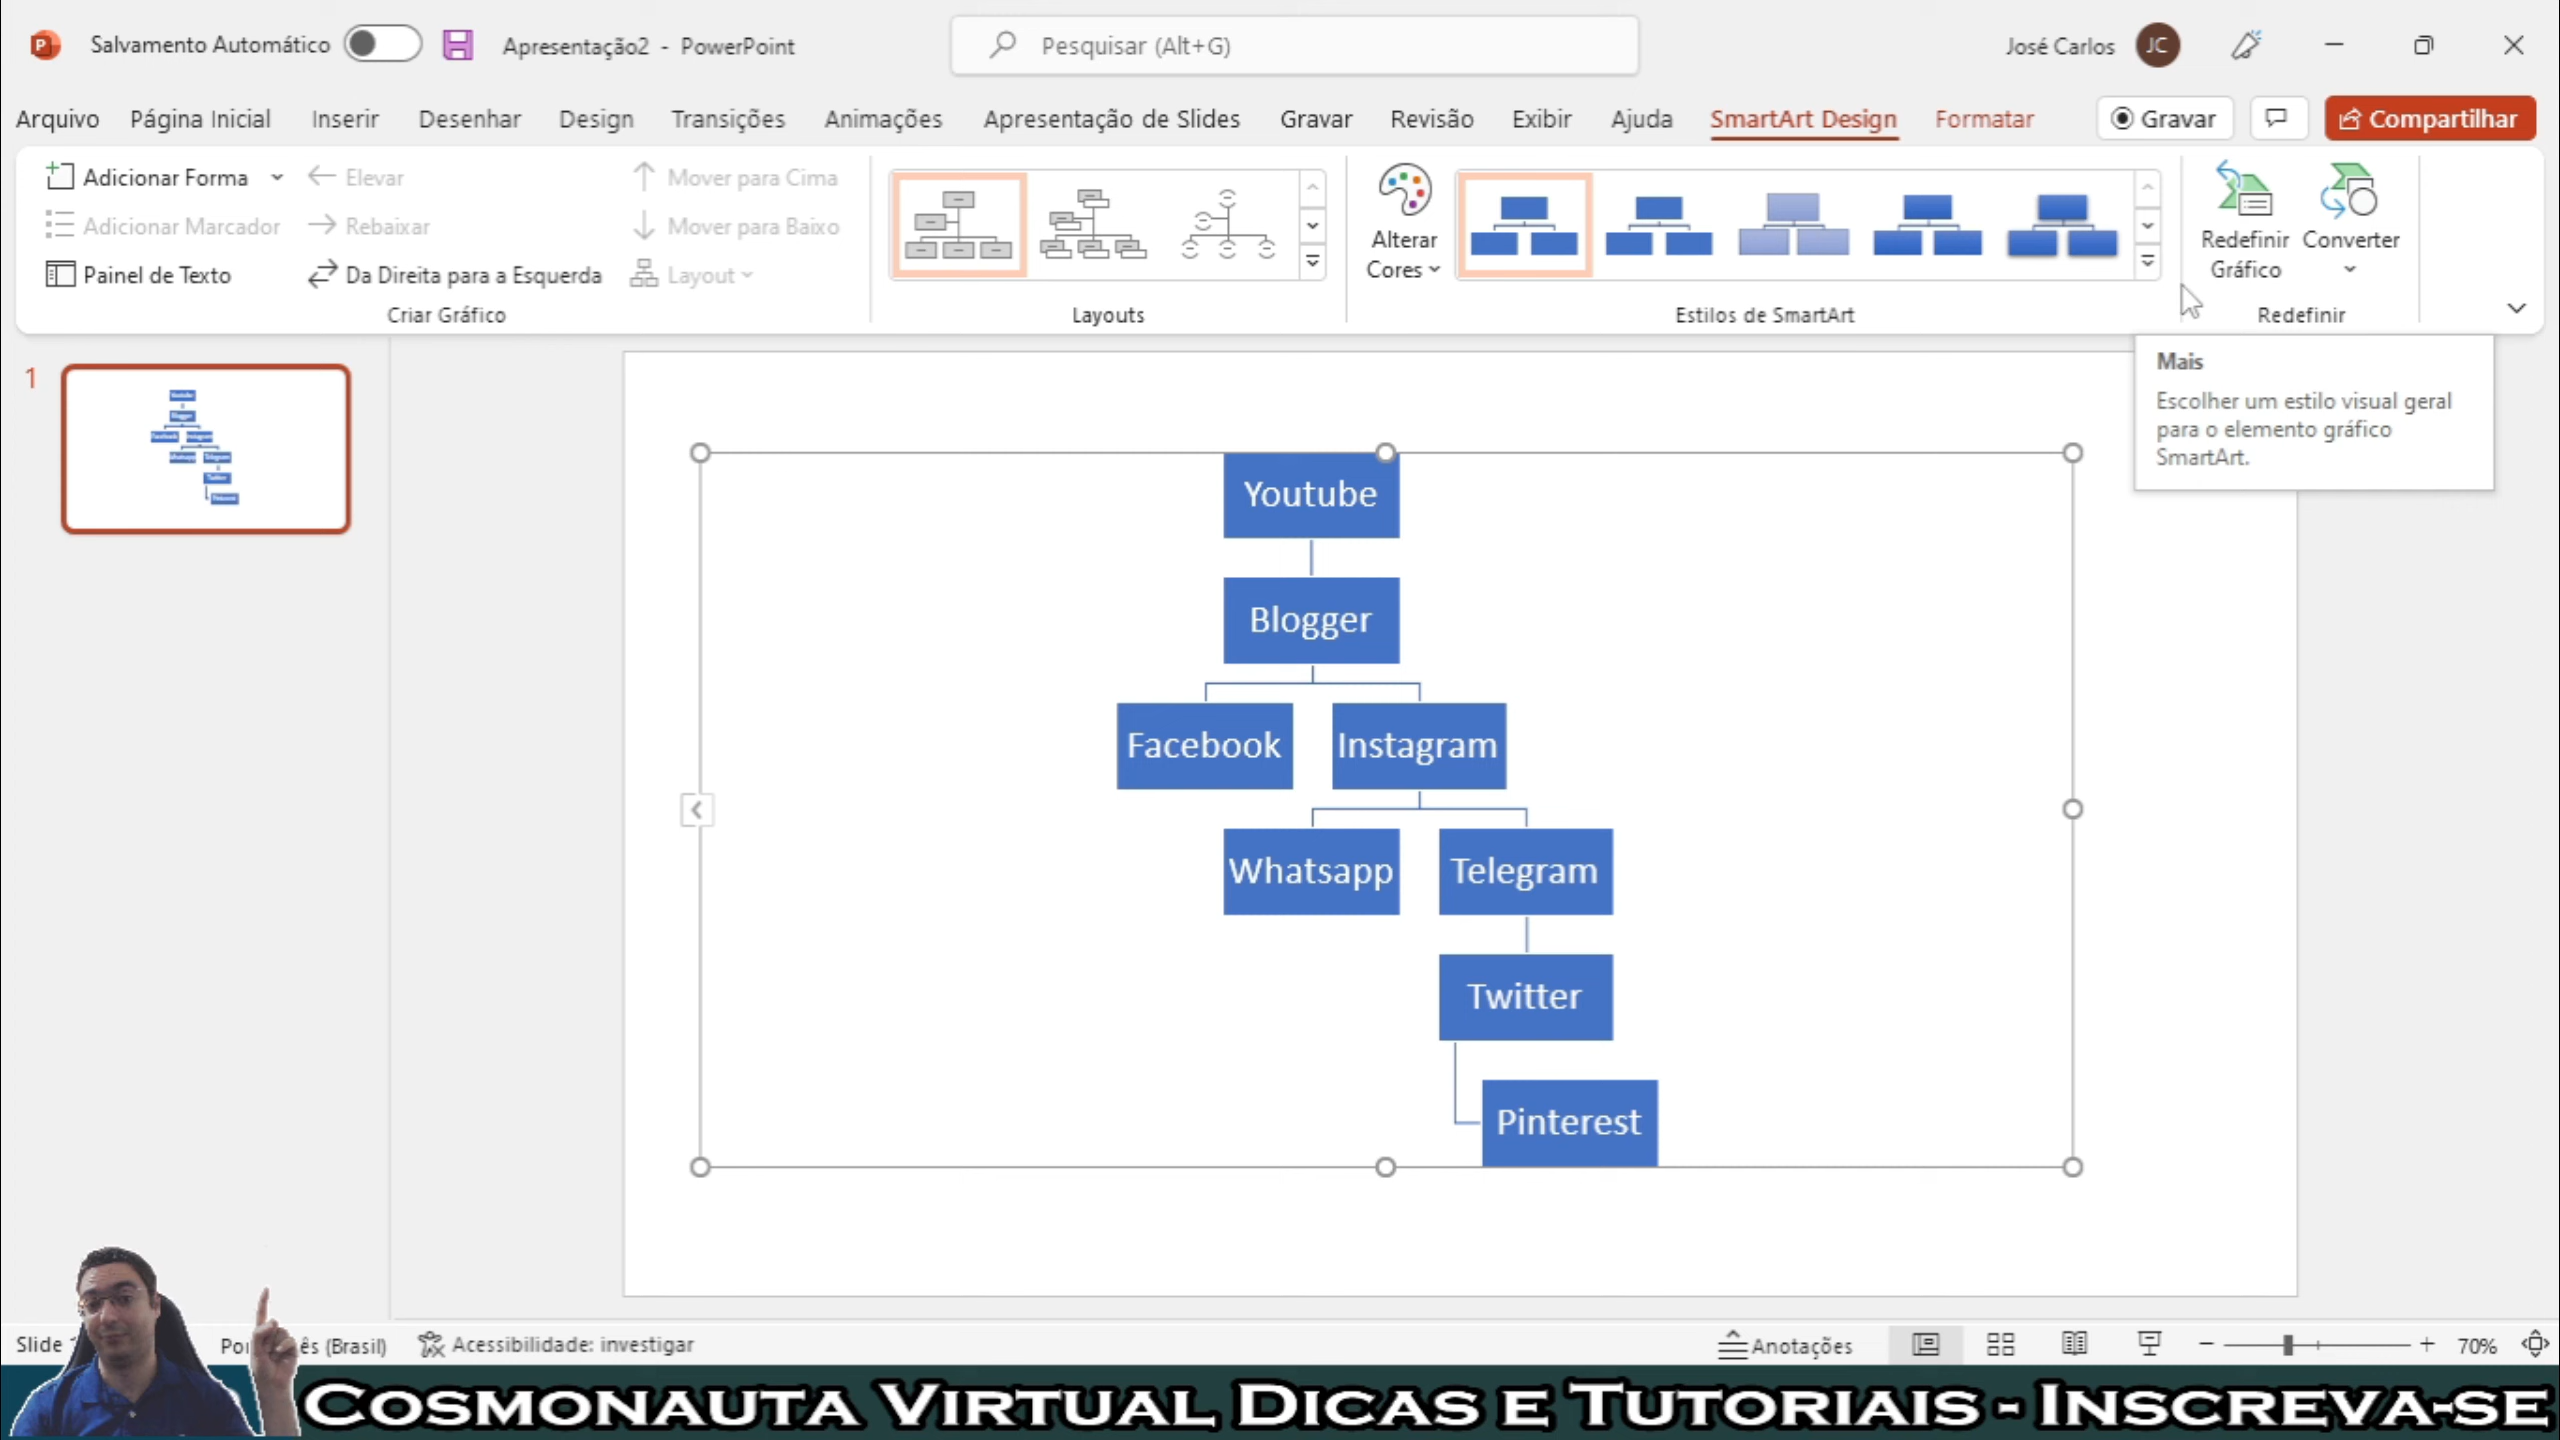 Salvamento Automático
Apresentação2 - PowerPoint
Pesquisar (Alt+G)
José Carlos
JC
Arquivo Página Inicial Inserir Desenhar Design Transições Animações Apresentação de Slides Gravar Revisão Exibir Ajuda SmartArt Design Formatar Gravar Compartilhar
Adicionar Forma
Elevar
Mover para Cima
Adicionar Marcador
Rebaixar
Mover para Baixo
Painel de Texto
Da Direita para a Esquerda
Layout
Criar Gráfico
Layouts
Alterar
Cores
Estilos de SmartArt
Redefinir
Gráfico
Converter
Redefinir
Mais
Escolher um estilo visual geral
para o elemento gráfico
SmartArt.
1
Youtube
Blogger
Facebook Instagram
Whatsapp Telegram
Twitter
Pinterest
Slide
(Brasil)
Acessibilidade: investigar
Anotações
70%
Cosmonauta Virtual Dicas e Tutoriais - Inscreva-se